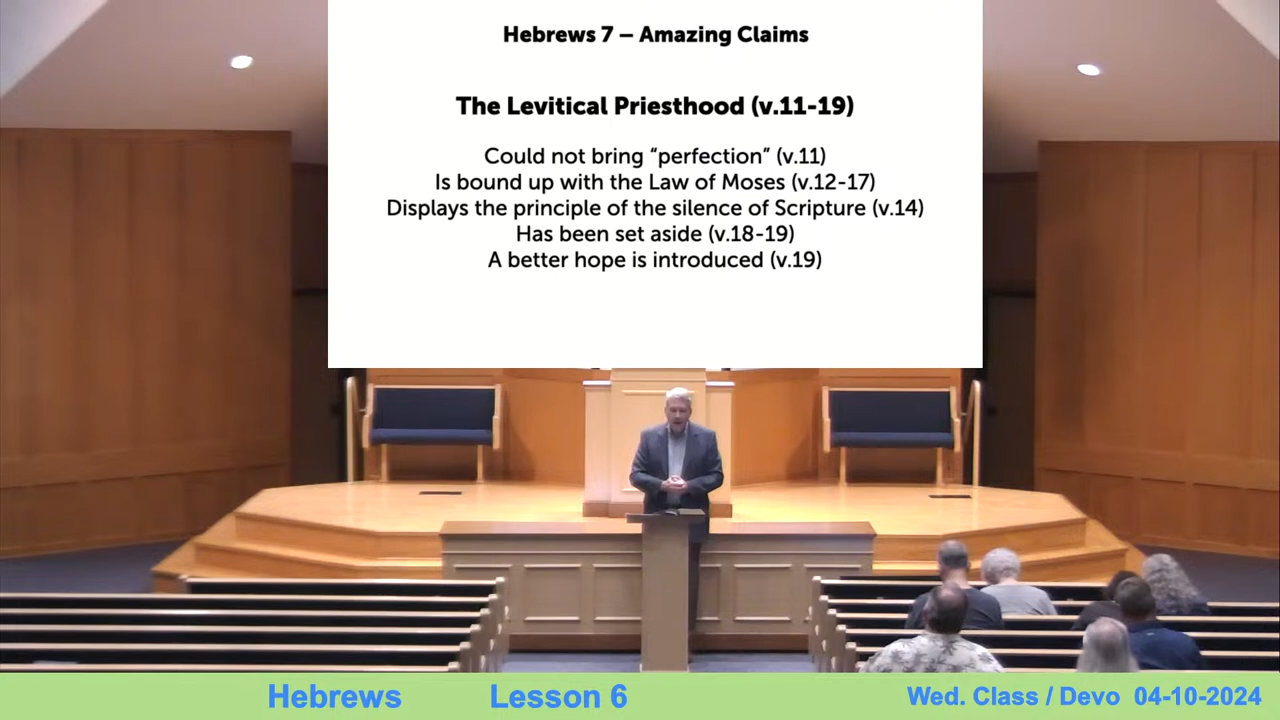 Hebrews 7 – Amazing Claims
The Levitical Priesthood (v.11-19)
Could not bring “perfection” (v.11)
Is bound up with the Law of Moses (v.12-17)
Displays the principle of the silence of Scripture (v.14)
Has been set aside (v.18-19)
A better hope is introduced (v.19)
Hebrews Lesson 6 Wed. Class / Devo 04-10-2024